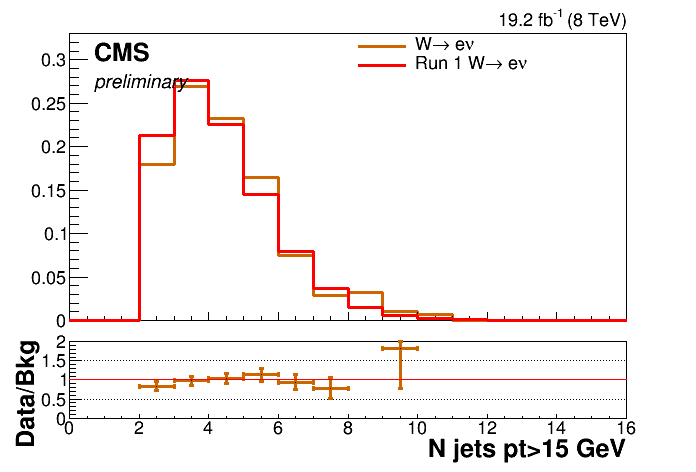 19.2 fb⁻¹ (8 TeV)
CMS
preliminary
W→ eν
Run 1 W→ eν
0.3
0.25
0.2
0.15
0.1
0.05
0
Data/Bkg
2
1.5
1
0.5
0
0 2 4 6 8 10 12 14 16
N jets pt>15 GeV